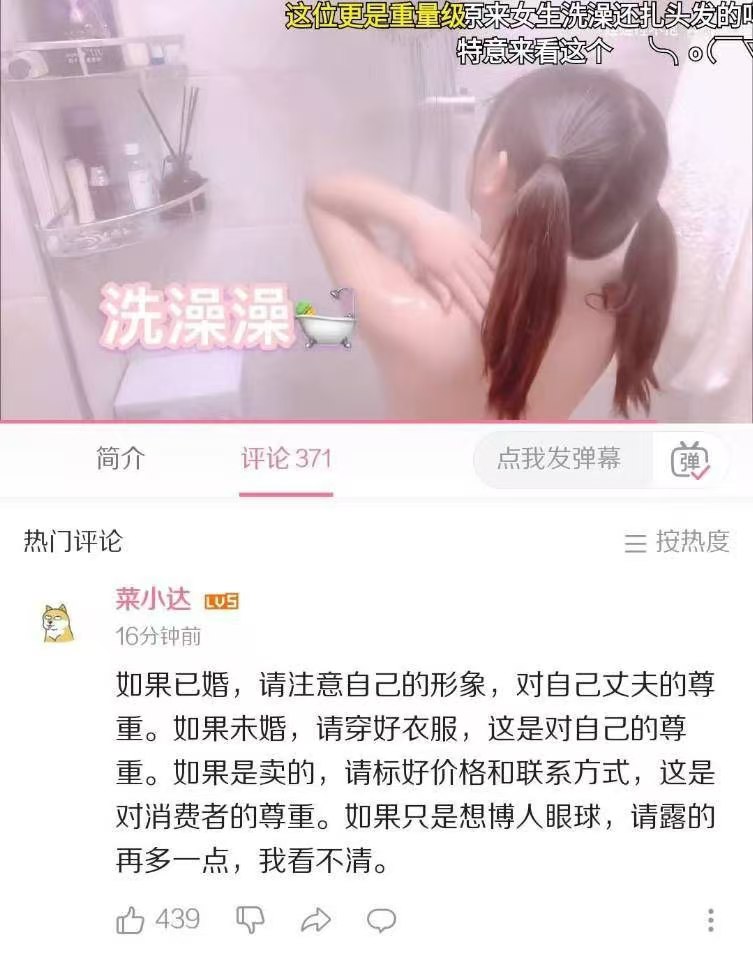 这位更是重量级
原来女生洗澡还扎头发的
特意来看这个
洗澡澡
简介
评论 371
点我发弹幕
弹
热门评论
按热度
菜小达 LV5
16分钟前
如果已婚，请注意自己的形象，对自己丈夫的尊
重。如果未婚，请穿好衣服，这是对自己的尊
重。如果是卖的，请标好价格和联系方式，这是
对消费者的尊重。如果只是想博人眼球，请露的
再多一点，我看不清。
439